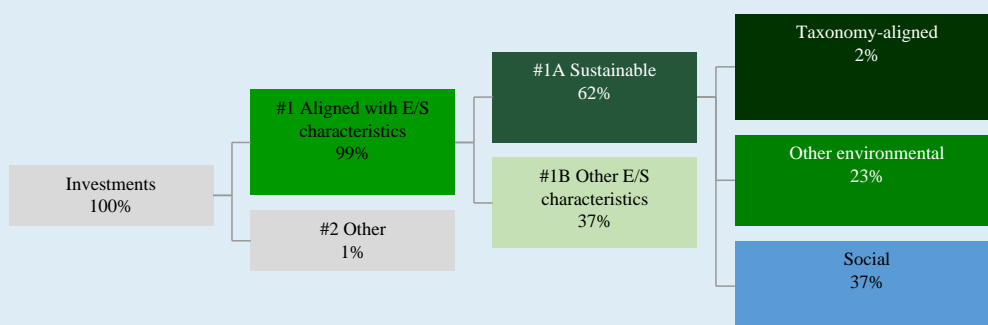 Investments
100%
#1 Aligned with E/S
characteristics
99%
#2 Other
1%
#1A Sustainable
62%
#1B Other E/S
characteristics
37%
Taxonomy-aligned
2%
Other environmental
23%
Social
37%